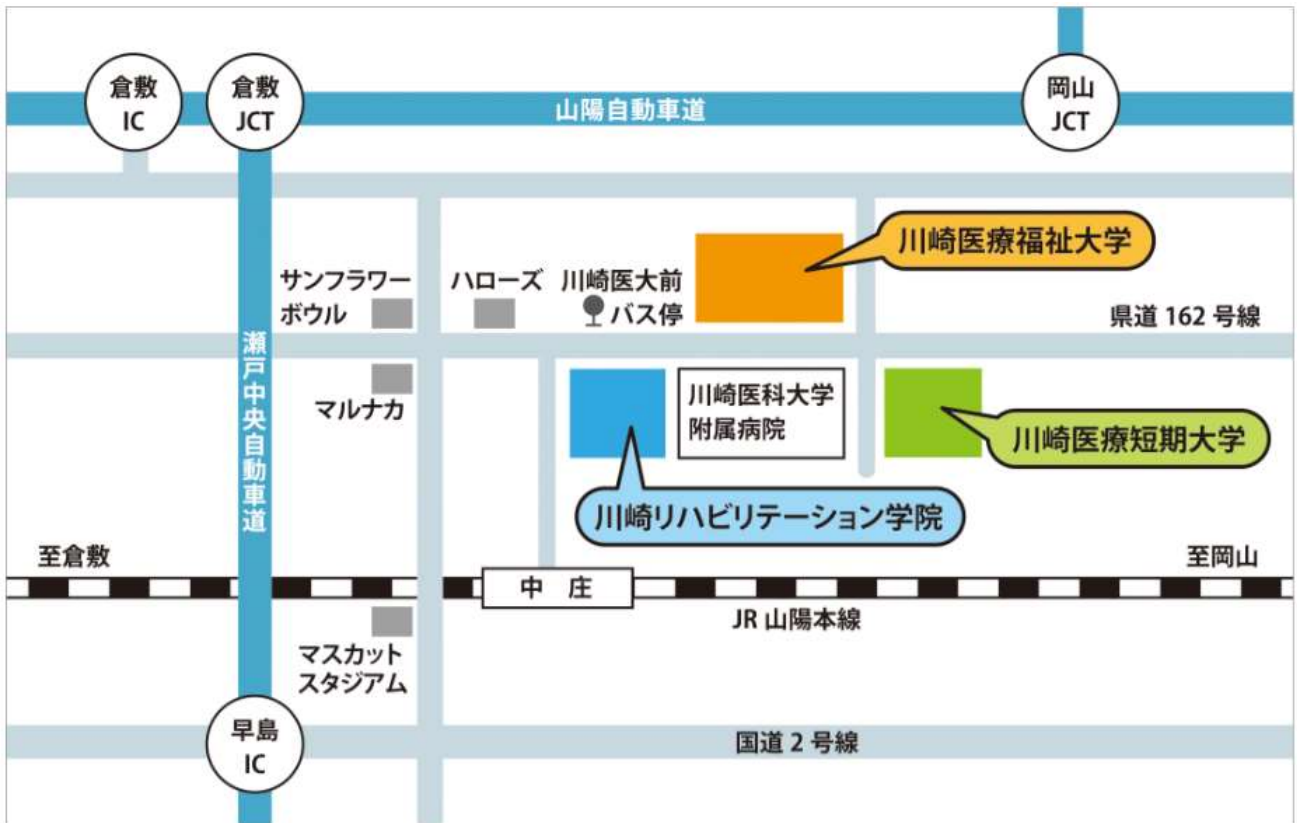 倉敷
IC
倉敷
JCT
山陽自動車道
岡山
JCT
川崎医療福祉大学
サンフラワー
ボウル
ハローズ
川崎医大前
バス停
県道 162 号線
瀬戸中央自動車道
マルナカ
川崎医科大学
附属病院
川崎医療短期大学
川崎リハビリテーション学院
至倉敷
至岡山
中 庄
JR 山陽本線
マスカット
スタジアム
早島
IC
国道 2 号線